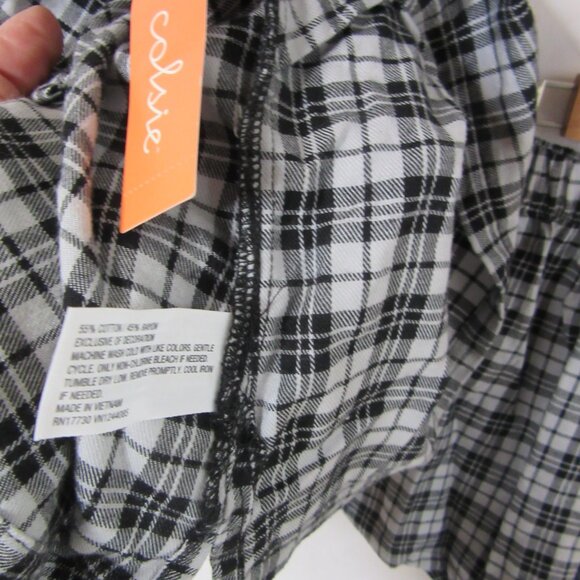 colsie
55% COTTON, 45% RAYON
EXCLUSIVE OF DECORATION
MACHINE WASH COLD WITH LIKE COLORS. GENTLE
CYCLE. ONLY NON-CHLORINE BLEACH IF NEEDED.
TUMBLE DRY LOW. REMOVE PROMPTLY. COOL IRON
IF NEEDED.
MADE IN VIETNAM
RN17730 VN1244085